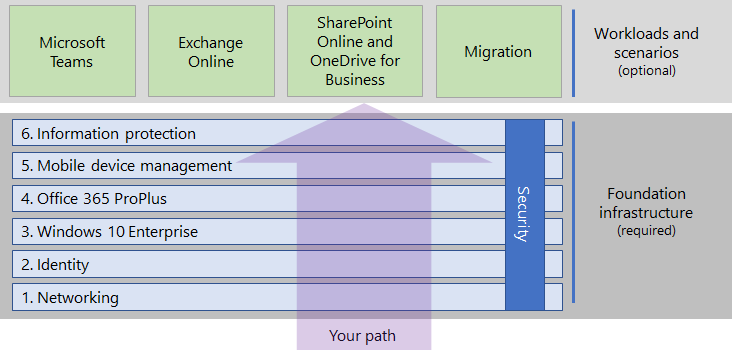 Microsoft
Teams
Exchange
Online
SharePoint
Online and
OneDrive for
Business
Migration
Workloads and
scenarios
(optional)
6. Information protection
5. Mobile device management
4. Office 365 ProPlus
3. Windows 10 Enterprise
2. Identity
1. Networking
Security
Foundation
infrastructure
(required)
Your path